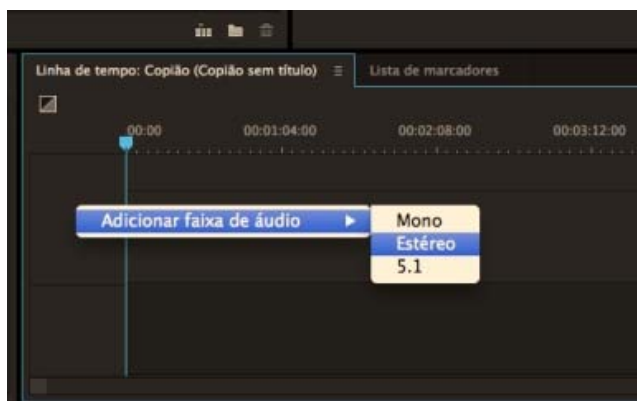 Linha de tempo: Copião (Copião sem título) Lista de marcadores
00:00 00:01:04:00 00:02:08:00 00:03:12:00
Adicionar faixa de áudio Mono
Estéreo
5.1